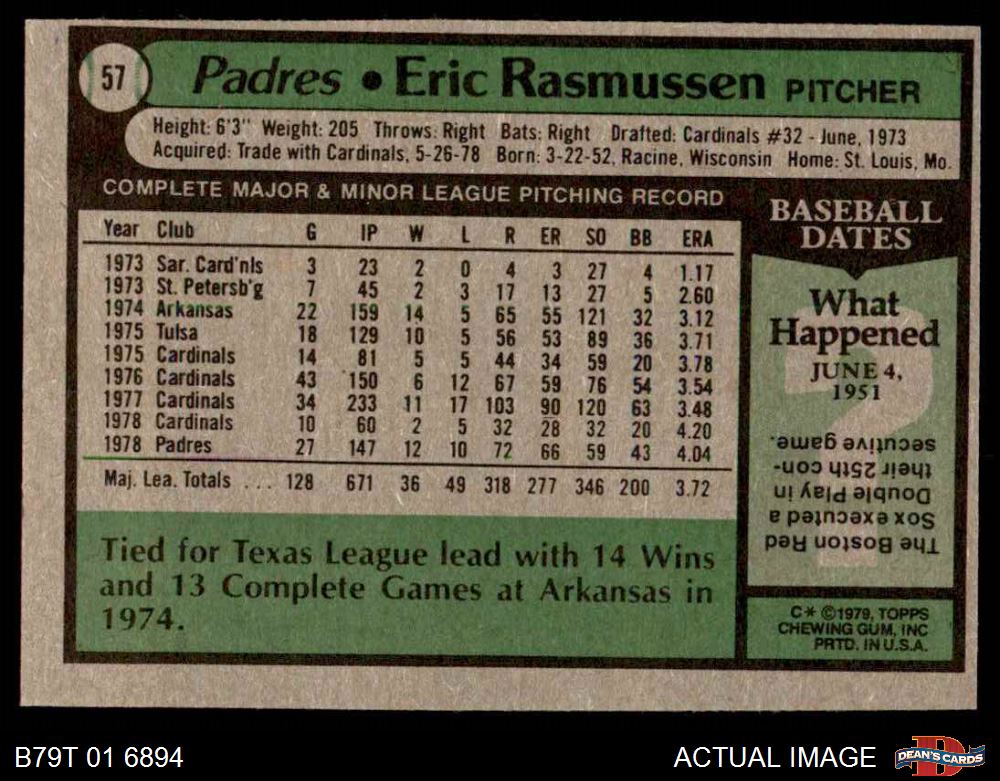 57
Padres • Eric Rasmussen PITCHER
Height: 6'3" Weight: 205 Throws: Right Bats: Right Drafted: Cardinals #32 - June, 1973
Acquired: Trade with Cardinals, 5-26-78 Born: 3-22-52, Racine, Wisconsin Home: St. Louis, Mo.
COMPLETE MAJOR & MINOR LEAGUE PITCHING RECORD
Year Club G IP W L R ER SO BB ERA
1973 Sar. Card'nls 3 23 2 0 4 3 27 4 1.17
1973 St. Petersb'g 7 45 2 3 17 13 27 5 2.60
1974 Arkansas 22 159 14 5 65 55 121 32 3.12
1975 Tulsa 18 129 10 5 56 53 89 36 3.71
1975 Cardinals 14 81 5 5 44 34 59 20 3.78
1976 Cardinals 43 150 6 12 67 59 76 54 3.54
1977 Cardinals 34 233 11 17 103 90 120 63 3.48
1978 Cardinals 10 60 2 5 32 28 32 20 4.20
1978 Padres 27 147 12 10 72 66 59 43 4.04
Maj. Lea. Totals ... 128 671 36 49 318 277 346 200 3.72
Tied for Texas League lead with 14 Wins
and 13 Complete Games at Arkansas in
1974.
BASEBALL
DATES
What
Happened
JUNE 4,
1951
The Boston Red
Sox executed a
Double Play in
their 25th con-
secutive game.
C* ©1979, TOPPS
CHEWING GUM, INC
PRTD. IN U.S.A.
B79T 01 6894
ACTUAL IMAGE
D
DEAN'S CARDS